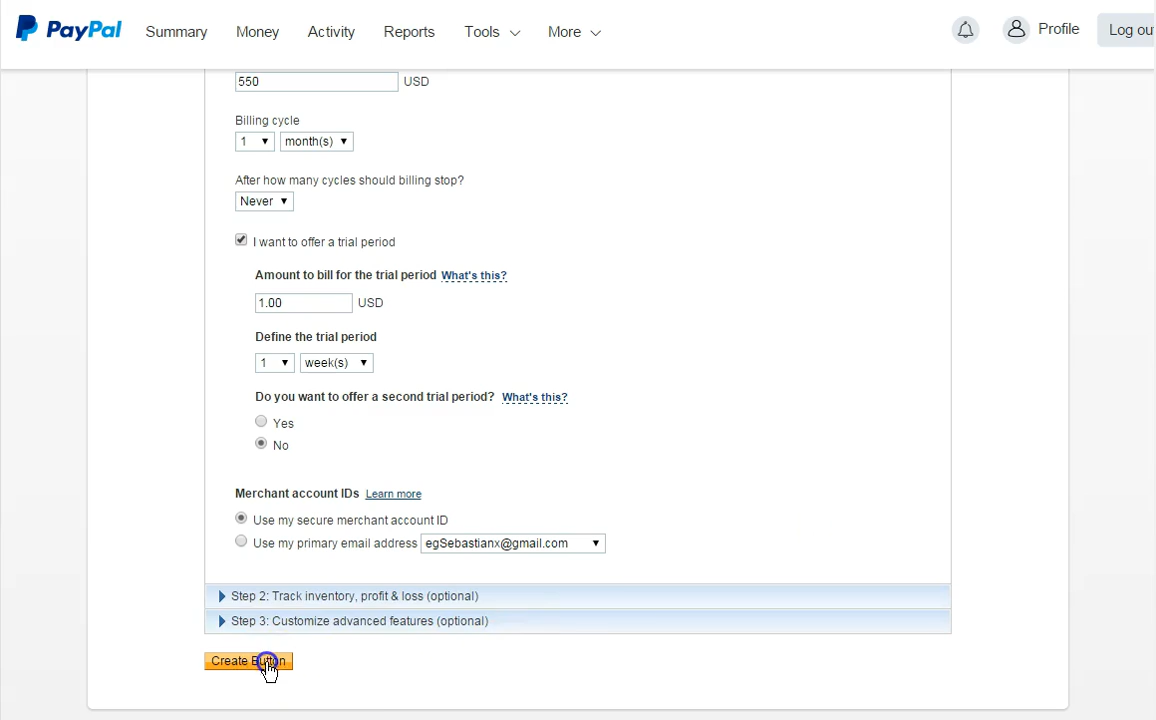 PayPal Summary Money Activity Reports Tools More Profile Log ou
550 USD
Billing cycle
1 month(s)
After how many cycles should billing stop?
Never
I want to offer a trial period
Amount to bill for the trial period What's this?
1.00 USD
Define the trial period
1 week(s)
Do you want to offer a second trial period? What's this?
Yes
No
Merchant account IDs Learn more
Use my secure merchant account ID
Use my primary email address egSebastianx@gmail.com
Step 2: Track inventory, profit & loss (optional)
Step 3: Customize advanced features (optional)
Create Button